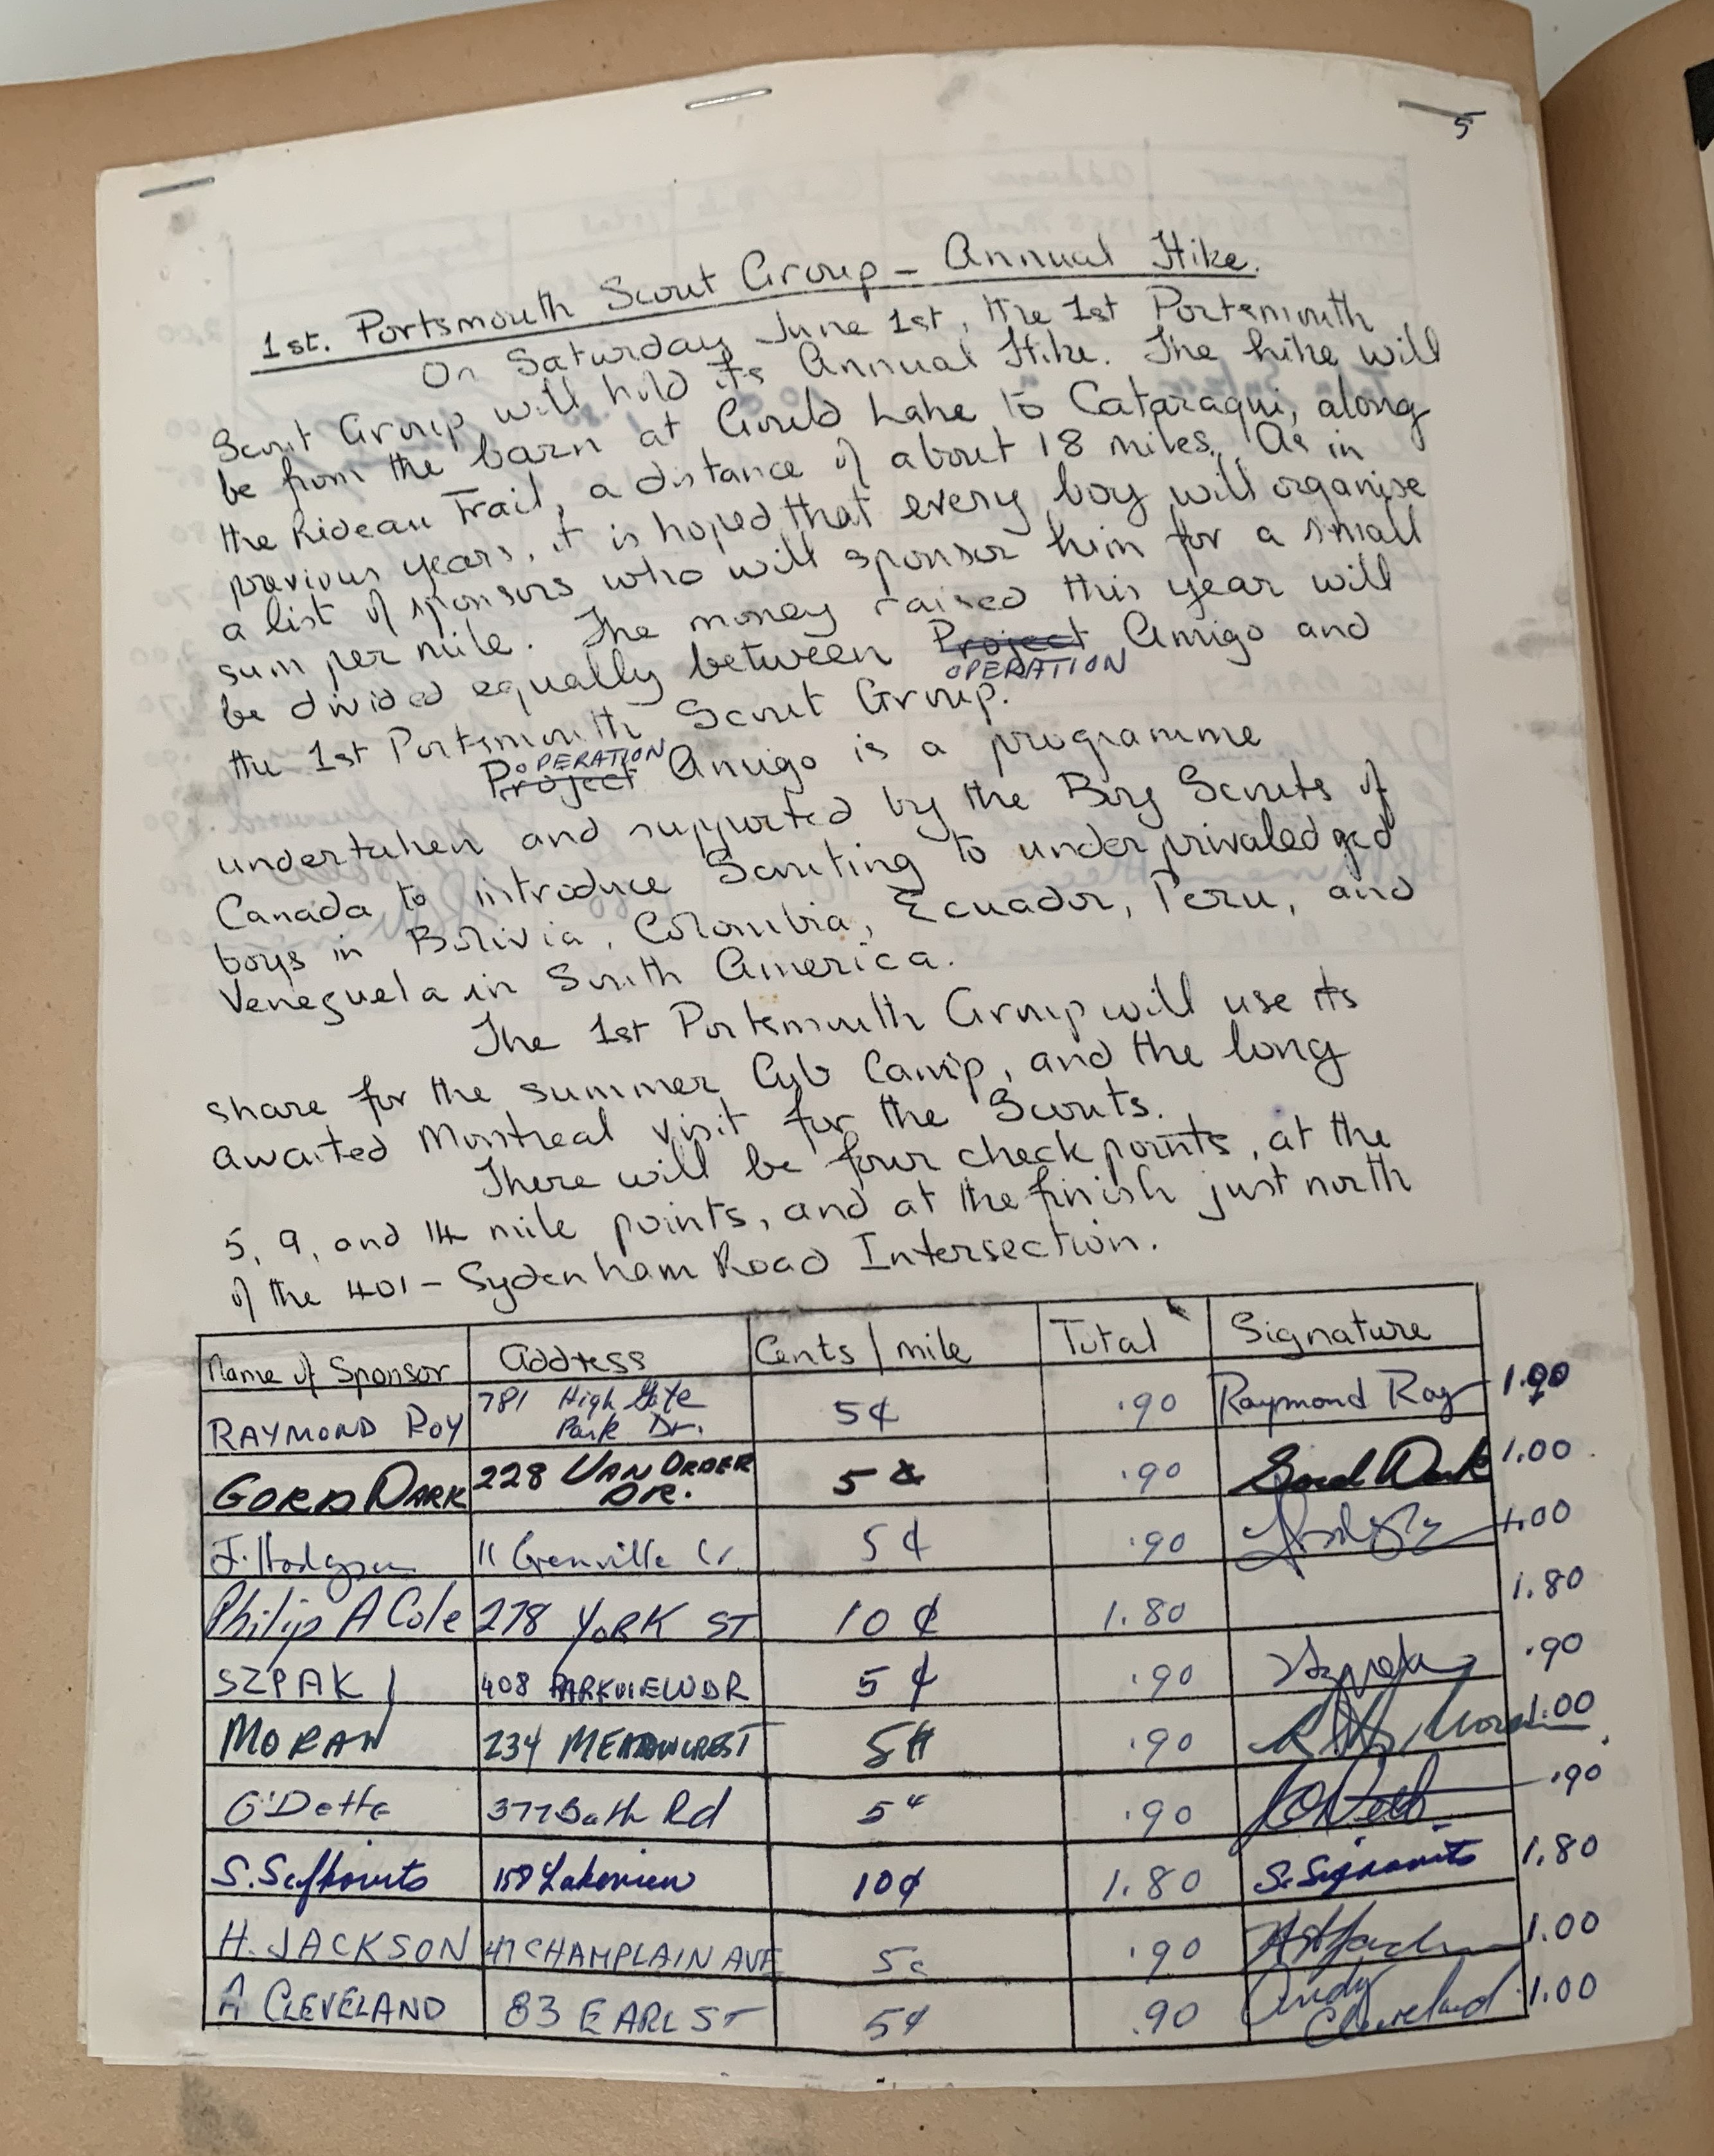 5
1st. Portsmouth Scout Group - Annual Hike.
On Saturday June 1st, the 1st Portsmouth
Scout Group will hold its Annual Hike. The hike will
be from the barn at Gould Lake to Cataraqui, along
the Rideau Trail, a distance of about 18 miles. As in
previous years, it is hoped that every boy will organise
a list of sponsors who will sponsor him for a small
sum per mile. The money raised this year will
be divided equally between Project OPERATION Amigo and
the 1st Portsmouth Scout Group.
Project OPERATION Amigo is a programme
undertaken and supported by the Boy Scouts of
Canada to introduce Scouting to underprivaledged
boys in Bolivia, Colombia, Ecuador, Peru, and
Venezuela in South America.
The 1st Portsmouth Group will use its
share for the summer Cub Camp, and the long
awaited Montreal visit for the Scouts.
There will be four check points, at the
5, 9, and 14 mile points, and at the finish just north
of the 401 - Sydenham Road Intersection.
Name of Sponsor Address Cents / mile Total Signature
RAYMOND ROY 781 High Gate Park Dr. 5¢ .90 Raymond Roy 1.00
GORD DARK 228 VAN ORDER DR. 5¢ .90 Gord Dark 1.00
J. Hodgson 11 Grenville Cr. 5¢ .90 1.00
Philip A Cole 278 YORK ST 10¢ 1.80 1.80
SZPAK 408 PARKVIEW DR 5¢ .90 .90
MORAN 234 MEADOWCREST 5¢ .90 Moran 1.00
O'Dette 377 Bath Rd 5¢ .90 .90
S. 159 Lakeview 10¢ 1.80 S. 1.80
H. JACKSON 47 CHAMPLAIN AVE 5c .90 1.00
A CLEVELAND 83 EARL ST 5¢ .90 Andy Cleveland 1.00